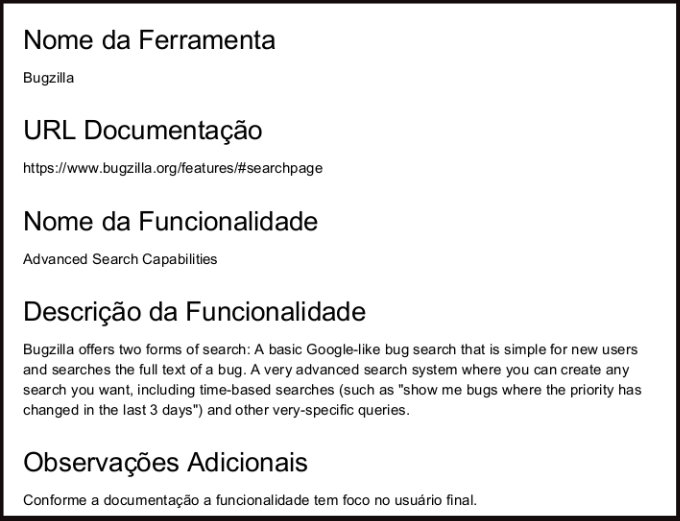 Nome da Ferramenta
Bugzilla
URL Documentação
https://www.bugzilla.org/features/#searchpage
Nome da Funcionalidade
Advanced Search Capabilities
Descrição da Funcionalidade
Bugzilla offers two forms of search: A basic Google-like bug search that is simple for new users
and searches the full text of a bug. A very advanced search system where you can create any
search you want, including time-based searches (such as "show me bugs where the priority has
changed in the last 3 days") and other very-specific queries.
Observações Adicionais
Conforme a documentação a funcionalidade tem foco no usuário final.